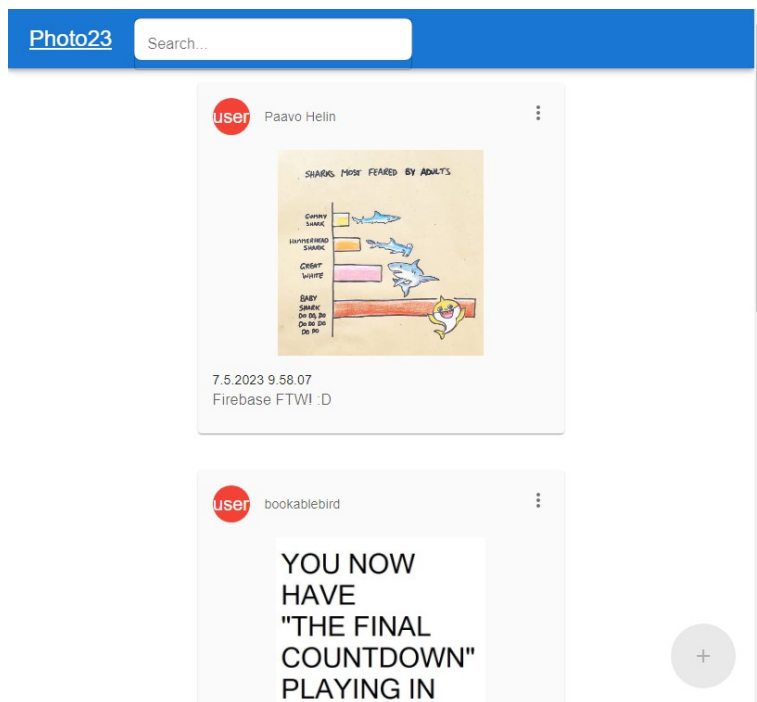 Photo23
Search...
user
Paavo Helin
SHARKS MOST FEARED BY ADULTS
GUMMY
SHARK
HAMMERHEAD
SHARK
GREAT
WHITE
BABY
SHARK
DO DO, DO
DO DO DO
DO DO
7.5.2023 9.58.07
Firebase FTW! :D
user
bookablebird
YOU NOW
HAVE
"THE FINAL
COUNTDOWN"
PLAYING IN
+